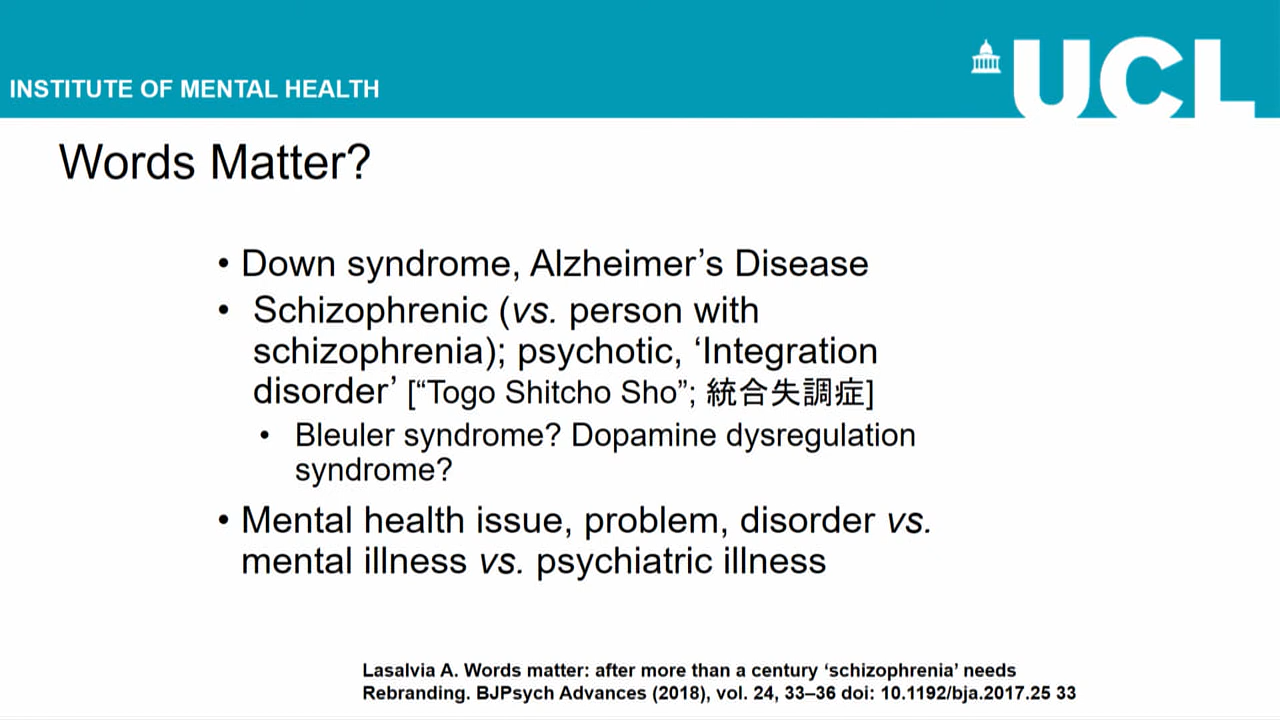 INSTITUTE OF MENTAL HEALTH
UCL
Words Matter?
• Down syndrome, Alzheimer’s Disease
• Schizophrenic (vs. person with
schizophrenia); psychotic, ‘Integration
disorder’ [“Togo Shitcho Sho”; 統合失調症]
• Bleuler syndrome? Dopamine dysregulation
syndrome?
• Mental health issue, problem, disorder vs.
mental illness vs. psychiatric illness
Lasalvia A. Words matter: after more than a century ‘schizophrenia’ needs
Rebranding. BJPsych Advances (2018), vol. 24, 33–36 doi: 10.1192/bja.2017.25 33